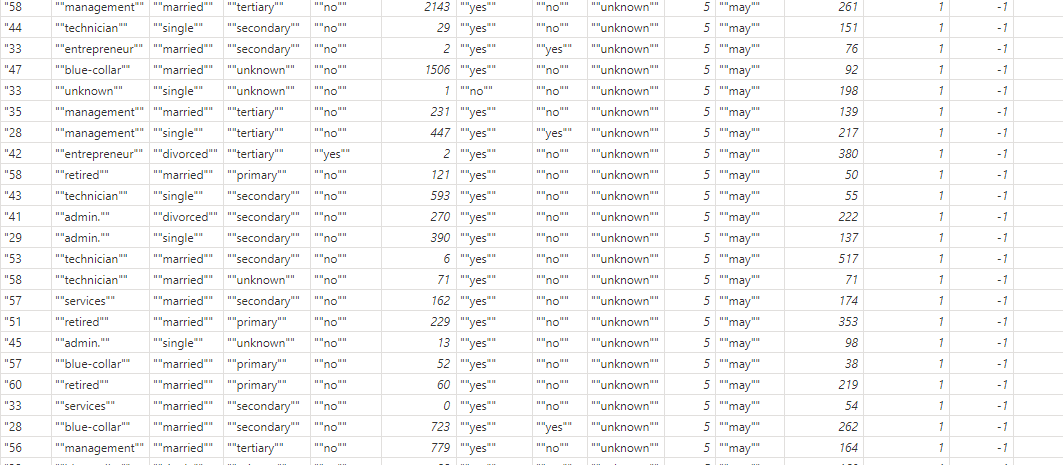 "58 ""management"" ""married"" ""tertiary"" ""no"" 2143 ""yes"" ""no"" ""unknown"" 5 ""may"" 261 1 -1
"44 ""technician"" ""single"" ""secondary"" ""no"" 29 ""yes"" ""no"" ""unknown"" 5 ""may"" 151 1 -1
"33 ""entrepreneur"" ""married"" ""secondary"" ""no"" 2 ""yes"" ""yes"" ""unknown"" 5 ""may"" 76 1 -1
"47 ""blue-collar"" ""married"" ""unknown"" ""no"" 1506 ""yes"" ""no"" ""unknown"" 5 ""may"" 92 1 -1
"33 ""unknown"" ""single"" ""unknown"" ""no"" 1 ""no"" ""no"" ""unknown"" 5 ""may"" 198 1 -1
"35 ""management"" ""married"" ""tertiary"" ""no"" 231 ""yes"" ""no"" ""unknown"" 5 ""may"" 139 1 -1
"28 ""management"" ""single"" ""tertiary"" ""no"" 447 ""yes"" ""yes"" ""unknown"" 5 ""may"" 217 1 -1
"42 ""entrepreneur"" ""divorced"" ""tertiary"" ""yes"" 2 ""yes"" ""no"" ""unknown"" 5 ""may"" 380 1 -1
"58 ""retired"" ""married"" ""primary"" ""no"" 121 ""yes"" ""no"" ""unknown"" 5 ""may"" 50 1 -1
"43 ""technician"" ""single"" ""secondary"" ""no"" 593 ""yes"" ""no"" ""unknown"" 5 ""may"" 55 1 -1
"41 ""admin."" ""divorced"" ""secondary"" ""no"" 270 ""yes"" ""no"" ""unknown"" 5 ""may"" 222 1 -1
"29 ""admin."" ""single"" ""secondary"" ""no"" 390 ""yes"" ""no"" ""unknown"" 5 ""may"" 137 1 -1
"53 ""technician"" ""married"" ""secondary"" ""no"" 6 ""yes"" ""no"" ""unknown"" 5 ""may"" 517 1 -1
"58 ""technician"" ""married"" ""unknown"" ""no"" 71 ""yes"" ""no"" ""unknown"" 5 ""may"" 71 1 -1
"57 ""services"" ""married"" ""secondary"" ""no"" 162 ""yes"" ""no"" ""unknown"" 5 ""may"" 174 1 -1
"51 ""retired"" ""married"" ""primary"" ""no"" 229 ""yes"" ""no"" ""unknown"" 5 ""may"" 353 1 -1
"45 ""admin."" ""single"" ""unknown"" ""no"" 13 ""yes"" ""no"" ""unknown"" 5 ""may"" 98 1 -1
"57 ""blue-collar"" ""married"" ""primary"" ""no"" 52 ""yes"" ""no"" ""unknown"" 5 ""may"" 38 1 -1
"60 ""retired"" ""married"" ""primary"" ""no"" 60 ""yes"" ""no"" ""unknown"" 5 ""may"" 219 1 -1
"33 ""services"" ""married"" ""secondary"" ""no"" 0 ""yes"" ""no"" ""unknown"" 5 ""may"" 54 1 -1
"28 ""blue-collar"" ""married"" ""secondary"" ""no"" 723 ""yes"" ""yes"" ""unknown"" 5 ""may"" 262 1 -1
"56 ""management"" ""married"" ""tertiary"" ""no"" 779 ""yes"" ""no"" ""unknown"" 5 ""may"" 164 1 -1